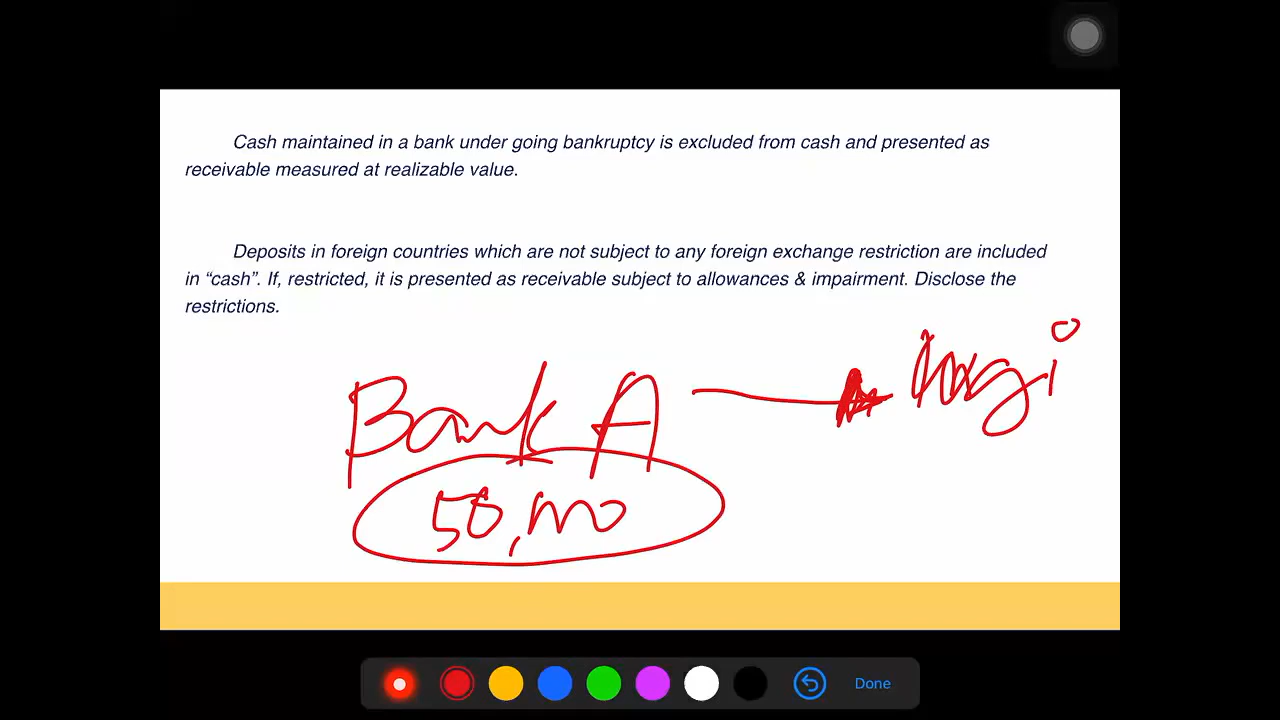 Cash maintained in a bank under going bankruptcy is excluded from cash and presented as
receivable measured at realizable value.
Deposits in foreign countries which are not subject to any foreign exchange restriction are included
in “cash”. If, restricted, it is presented as receivable subject to allowances & impairment. Disclose the
restrictions.
Bank A
50,000
Done